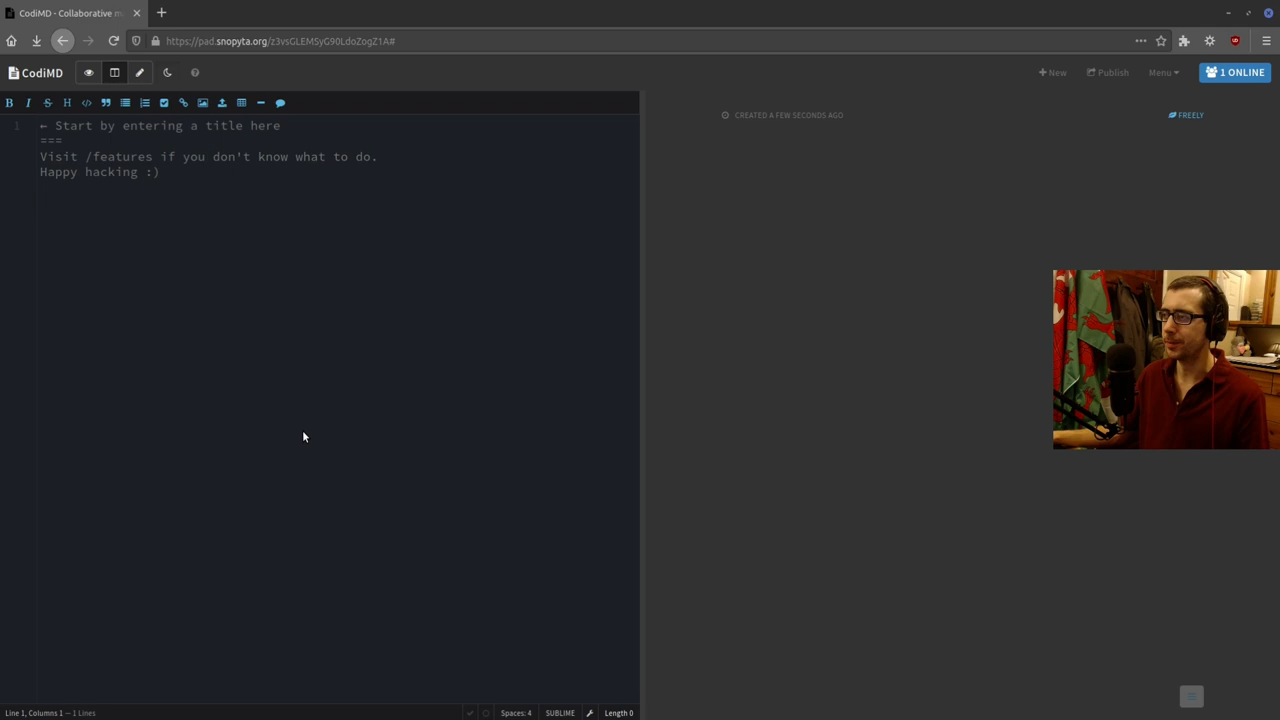 CodiMD - Collaborative m
https://pad.snopyta.org/z3vsGLEMSyG90LdoZogZ1A#
CodiMD
+ New
Publish
Menu
1 ONLINE
B I S H
1
← Start by entering a title here
===
Visit /features if you don't know what to do.
Happy hacking :)
CREATED A FEW SECONDS AGO
FREELY
Line 1, Columns 1 — 1 Lines
Spaces: 4
SUBLIME
Length 0